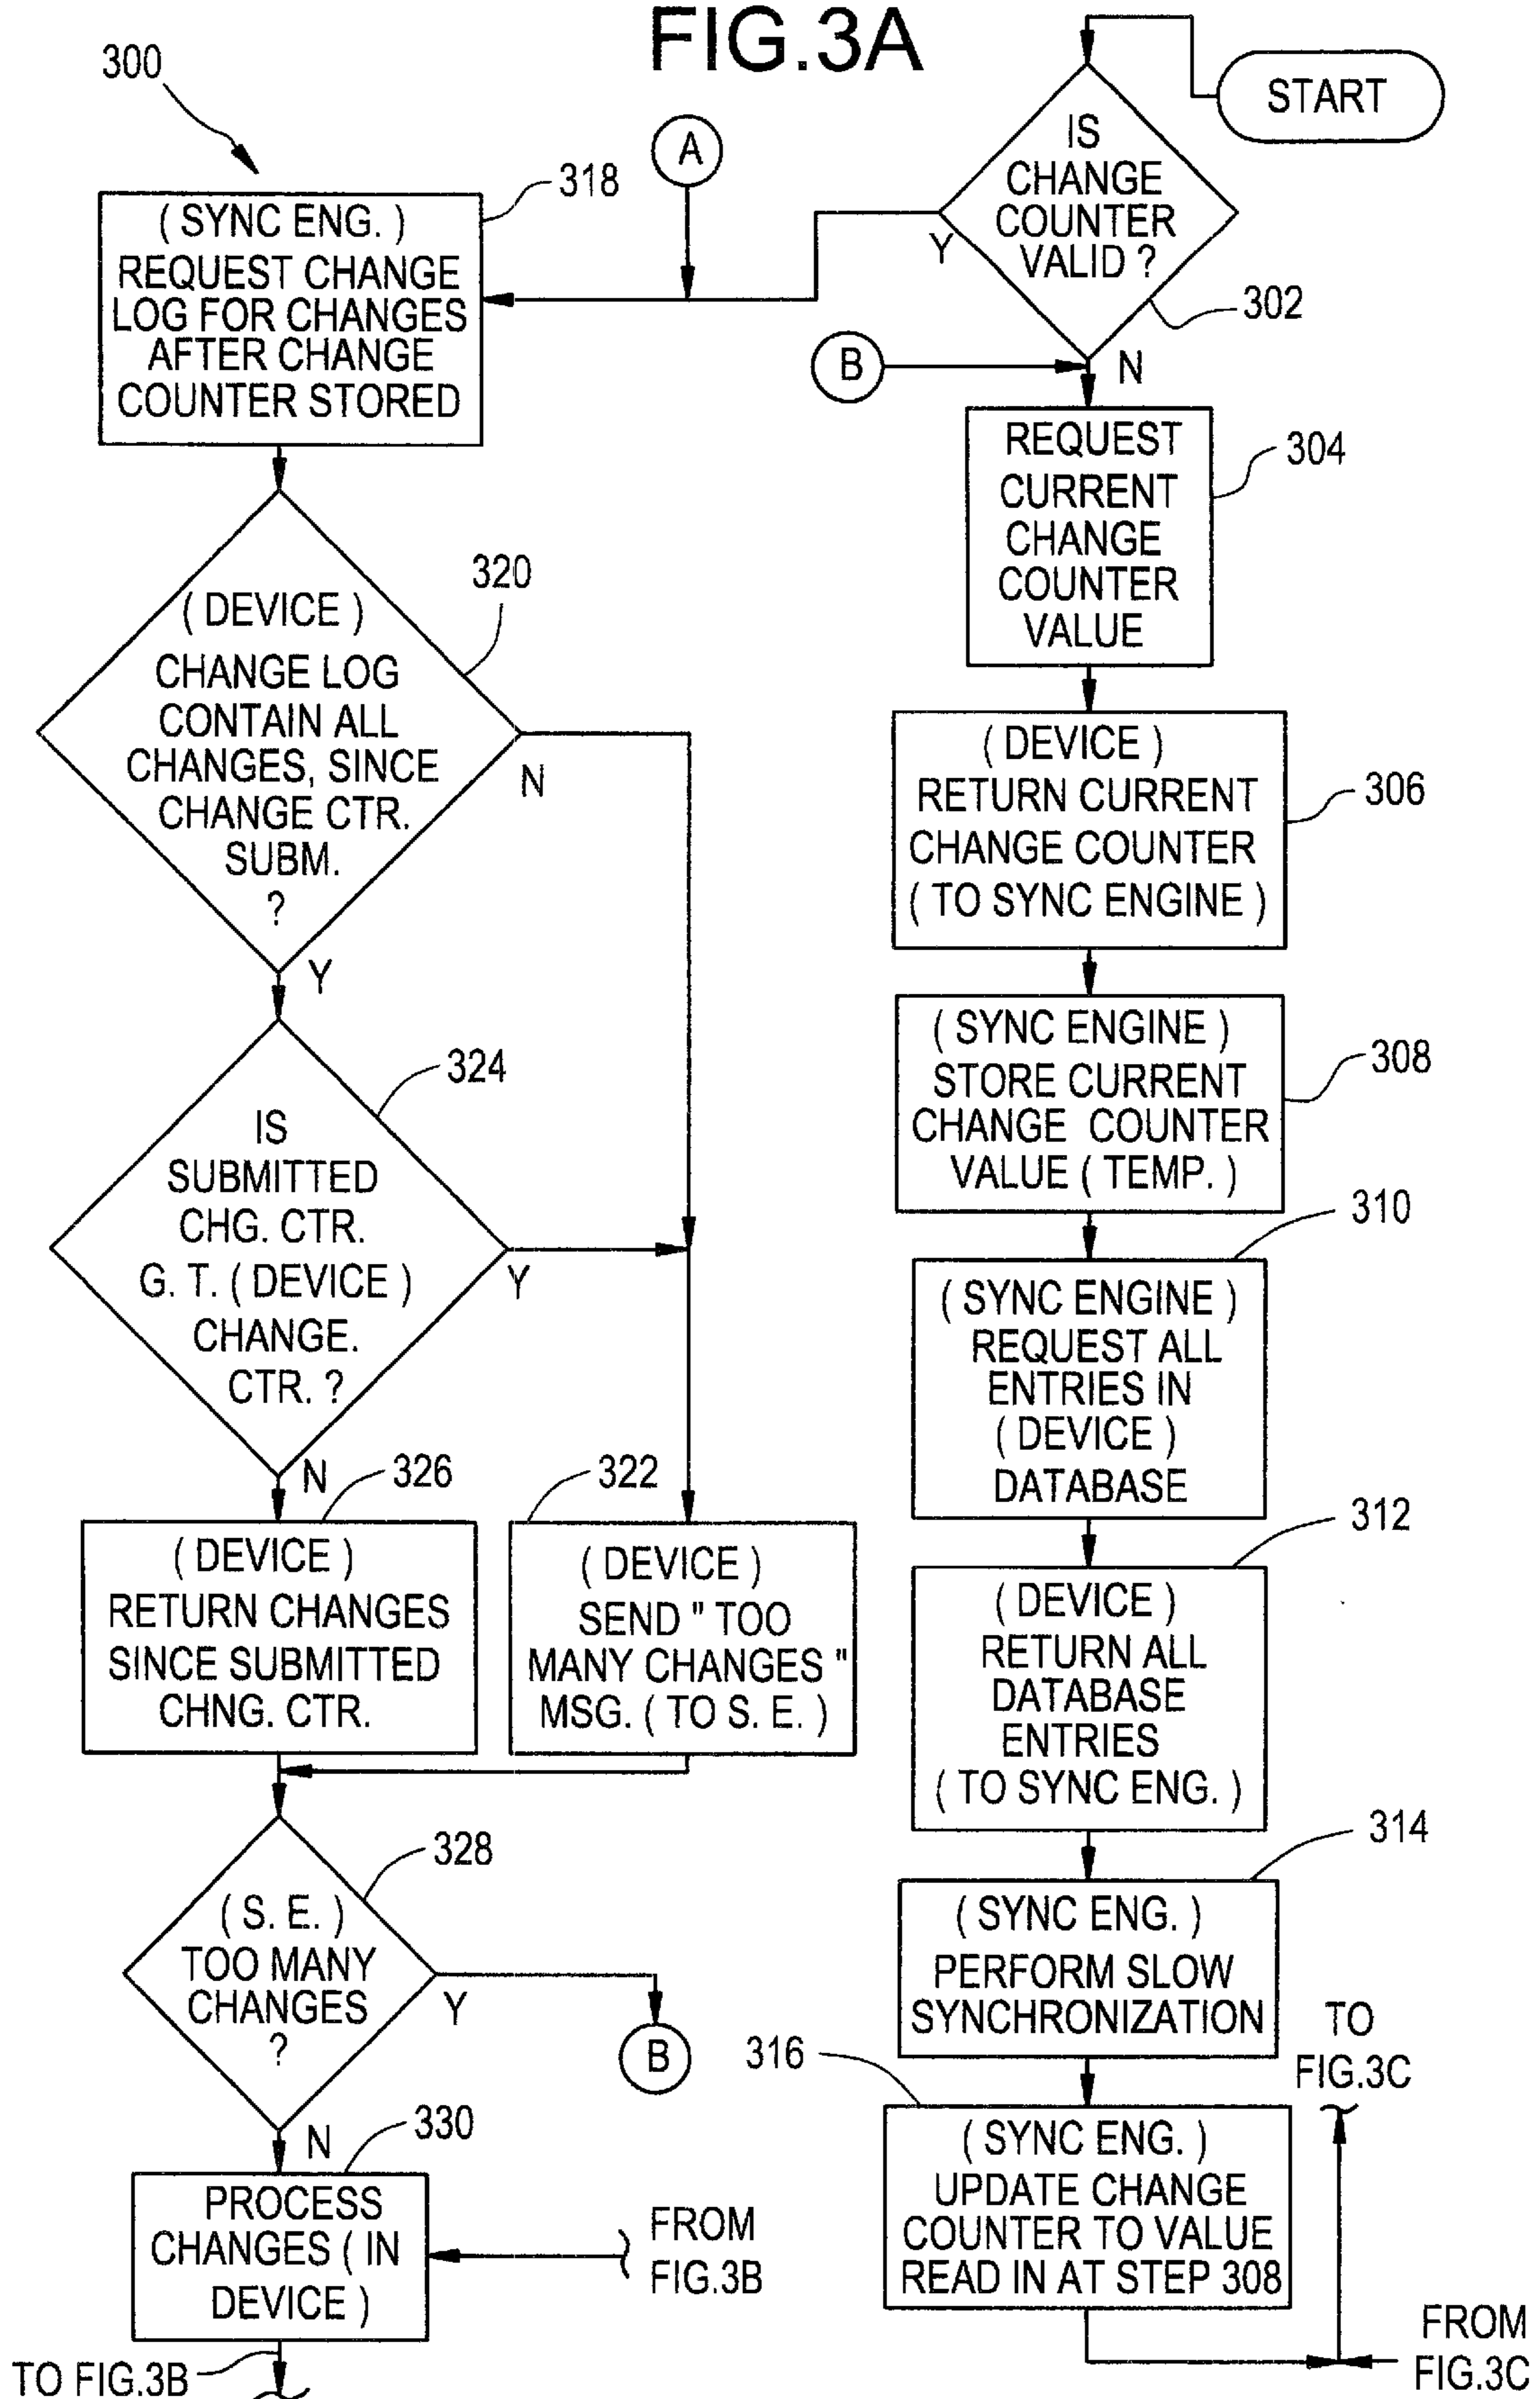 FIG.3A
300
START
A
IS
CHANGE
COUNTER
VALID ?
Y
302
B
N
318
( SYNC ENG. )
REQUEST CHANGE
LOG FOR CHANGES
AFTER CHANGE
COUNTER STORED
REQUEST
CURRENT
CHANGE
COUNTER
VALUE
304
320
( DEVICE )
CHANGE LOG
CONTAIN ALL
CHANGES, SINCE
CHANGE CTR.
SUBM.
?
N
Y
( DEVICE )
RETURN CURRENT
CHANGE COUNTER
( TO SYNC ENGINE )
306
( SYNC ENGINE )
STORE CURRENT
CHANGE COUNTER
VALUE ( TEMP. )
308
324
IS
SUBMITTED
CHG. CTR.
G. T. ( DEVICE )
CHANGE.
CTR. ?
Y
N
310
( SYNC ENGINE )
REQUEST ALL
ENTRIES IN
( DEVICE )
DATABASE
326
( DEVICE )
RETURN CHANGES
SINCE SUBMITTED
CHNG. CTR.
322
( DEVICE )
SEND " TOO
MANY CHANGES "
MSG. ( TO S. E. )
312
( DEVICE )
RETURN ALL
DATABASE
ENTRIES
( TO SYNC ENG. )
328
( S. E. )
TOO MANY
CHANGES
?
Y
B
N
314
( SYNC ENG. )
PERFORM SLOW
SYNCHRONIZATION
316
( SYNC ENG. )
UPDATE CHANGE
COUNTER TO VALUE
READ IN AT STEP 308
TO
FIG.3C
330
PROCESS
CHANGES ( IN
DEVICE )
FROM
FIG.3B
FROM
FIG.3C
TO FIG.3B